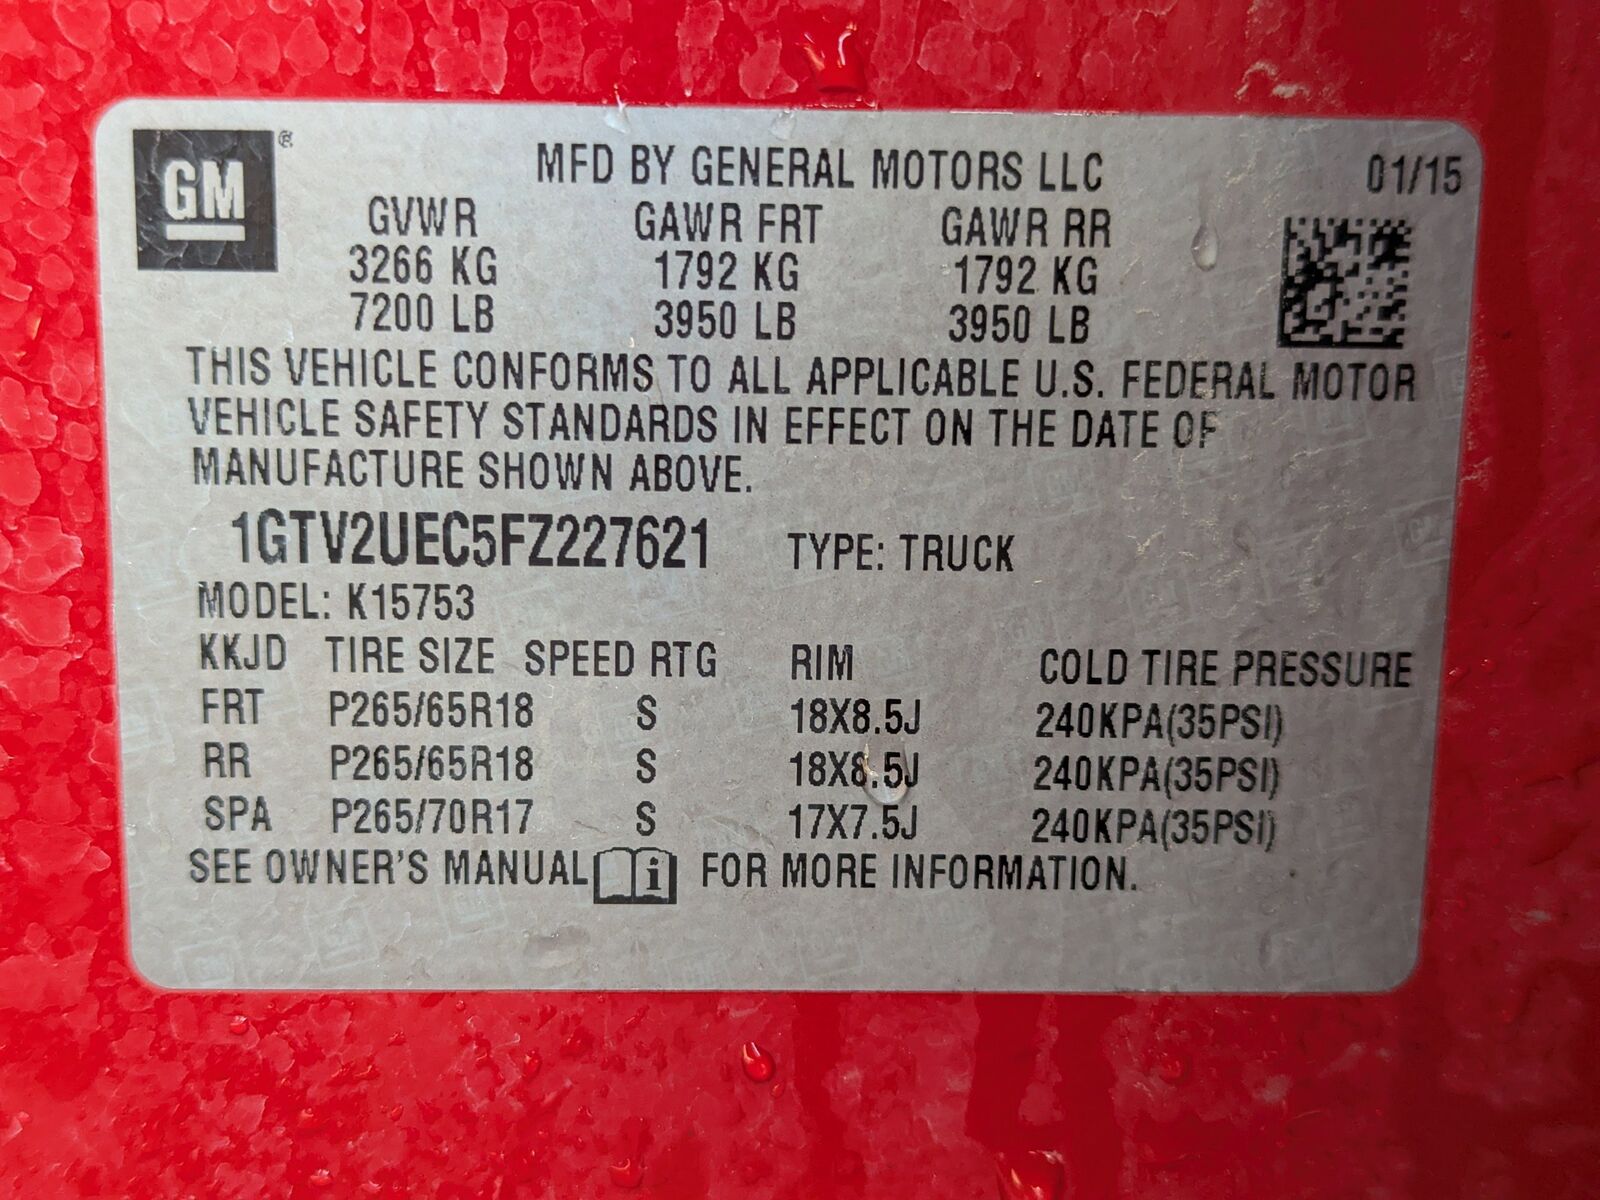 GM®
MFD BY GENERAL MOTORS LLC 01/15
GVWR GAWR FRT GAWR RR
3266 KG 1792 KG 1792 KG
7200 LB 3950 LB 3950 LB
THIS VEHICLE CONFORMS TO ALL APPLICABLE U.S. FEDERAL MOTOR
VEHICLE SAFETY STANDARDS IN EFFECT ON THE DATE OF
MANUFACTURE SHOWN ABOVE.
1GTV2UEC5FZ227621 TYPE: TRUCK
MODEL: K15753
KKJD TIRE SIZE SPEED RTG RIM COLD TIRE PRESSURE
FRT P265/65R18 S 18X8.5J 240KPA(35PSI)
RR P265/65R18 S 18X8.5J 240KPA(35PSI)
SPA P265/70R17 S 17X7.5J 240KPA(35PSI)
SEE OWNER'S MANUAL i FOR MORE INFORMATION.